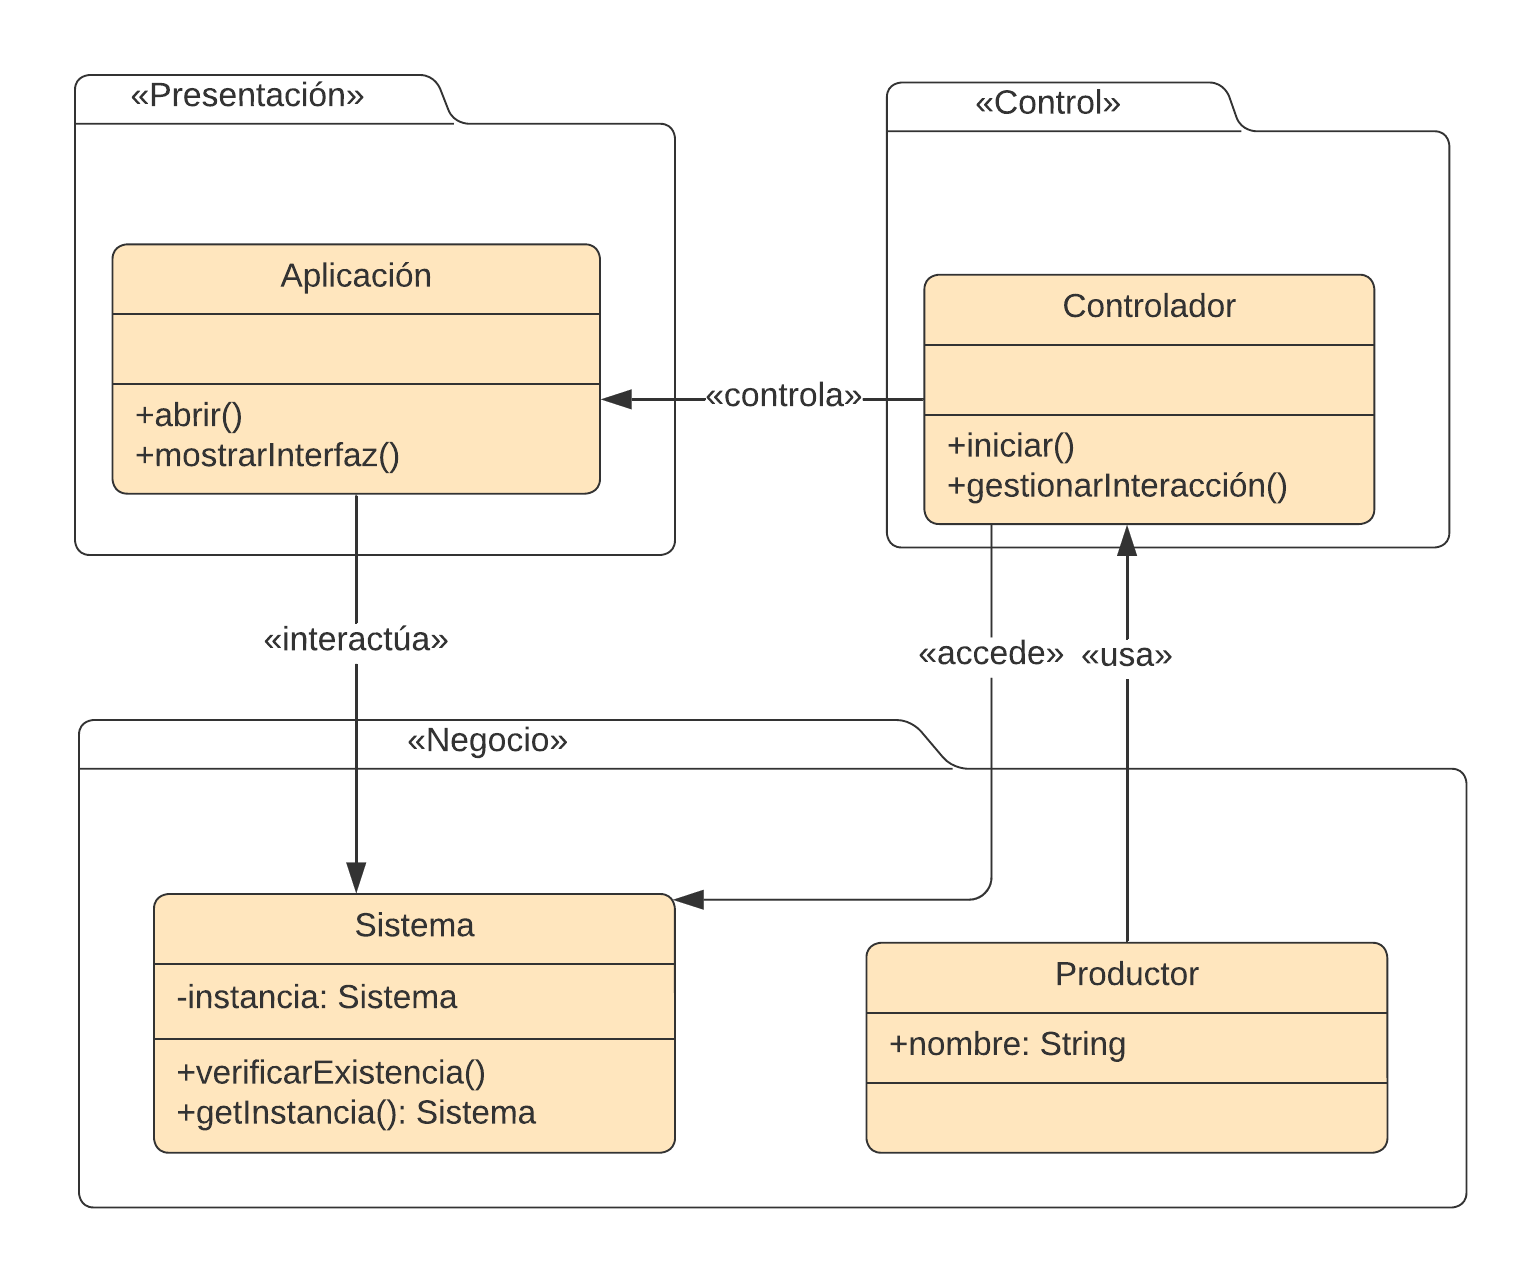 «Presentación»
«Control»
Aplicación
+abrir()
+mostrarInterfaz()
«controla»
Controlador
+iniciar()
+gestionarInteracción()
«interactúa»
«accede»
«usa»
«Negocio»
Sistema
-instancia: Sistema
+verificarExistencia()
+getInstancia(): Sistema
Productor
+nombre: String